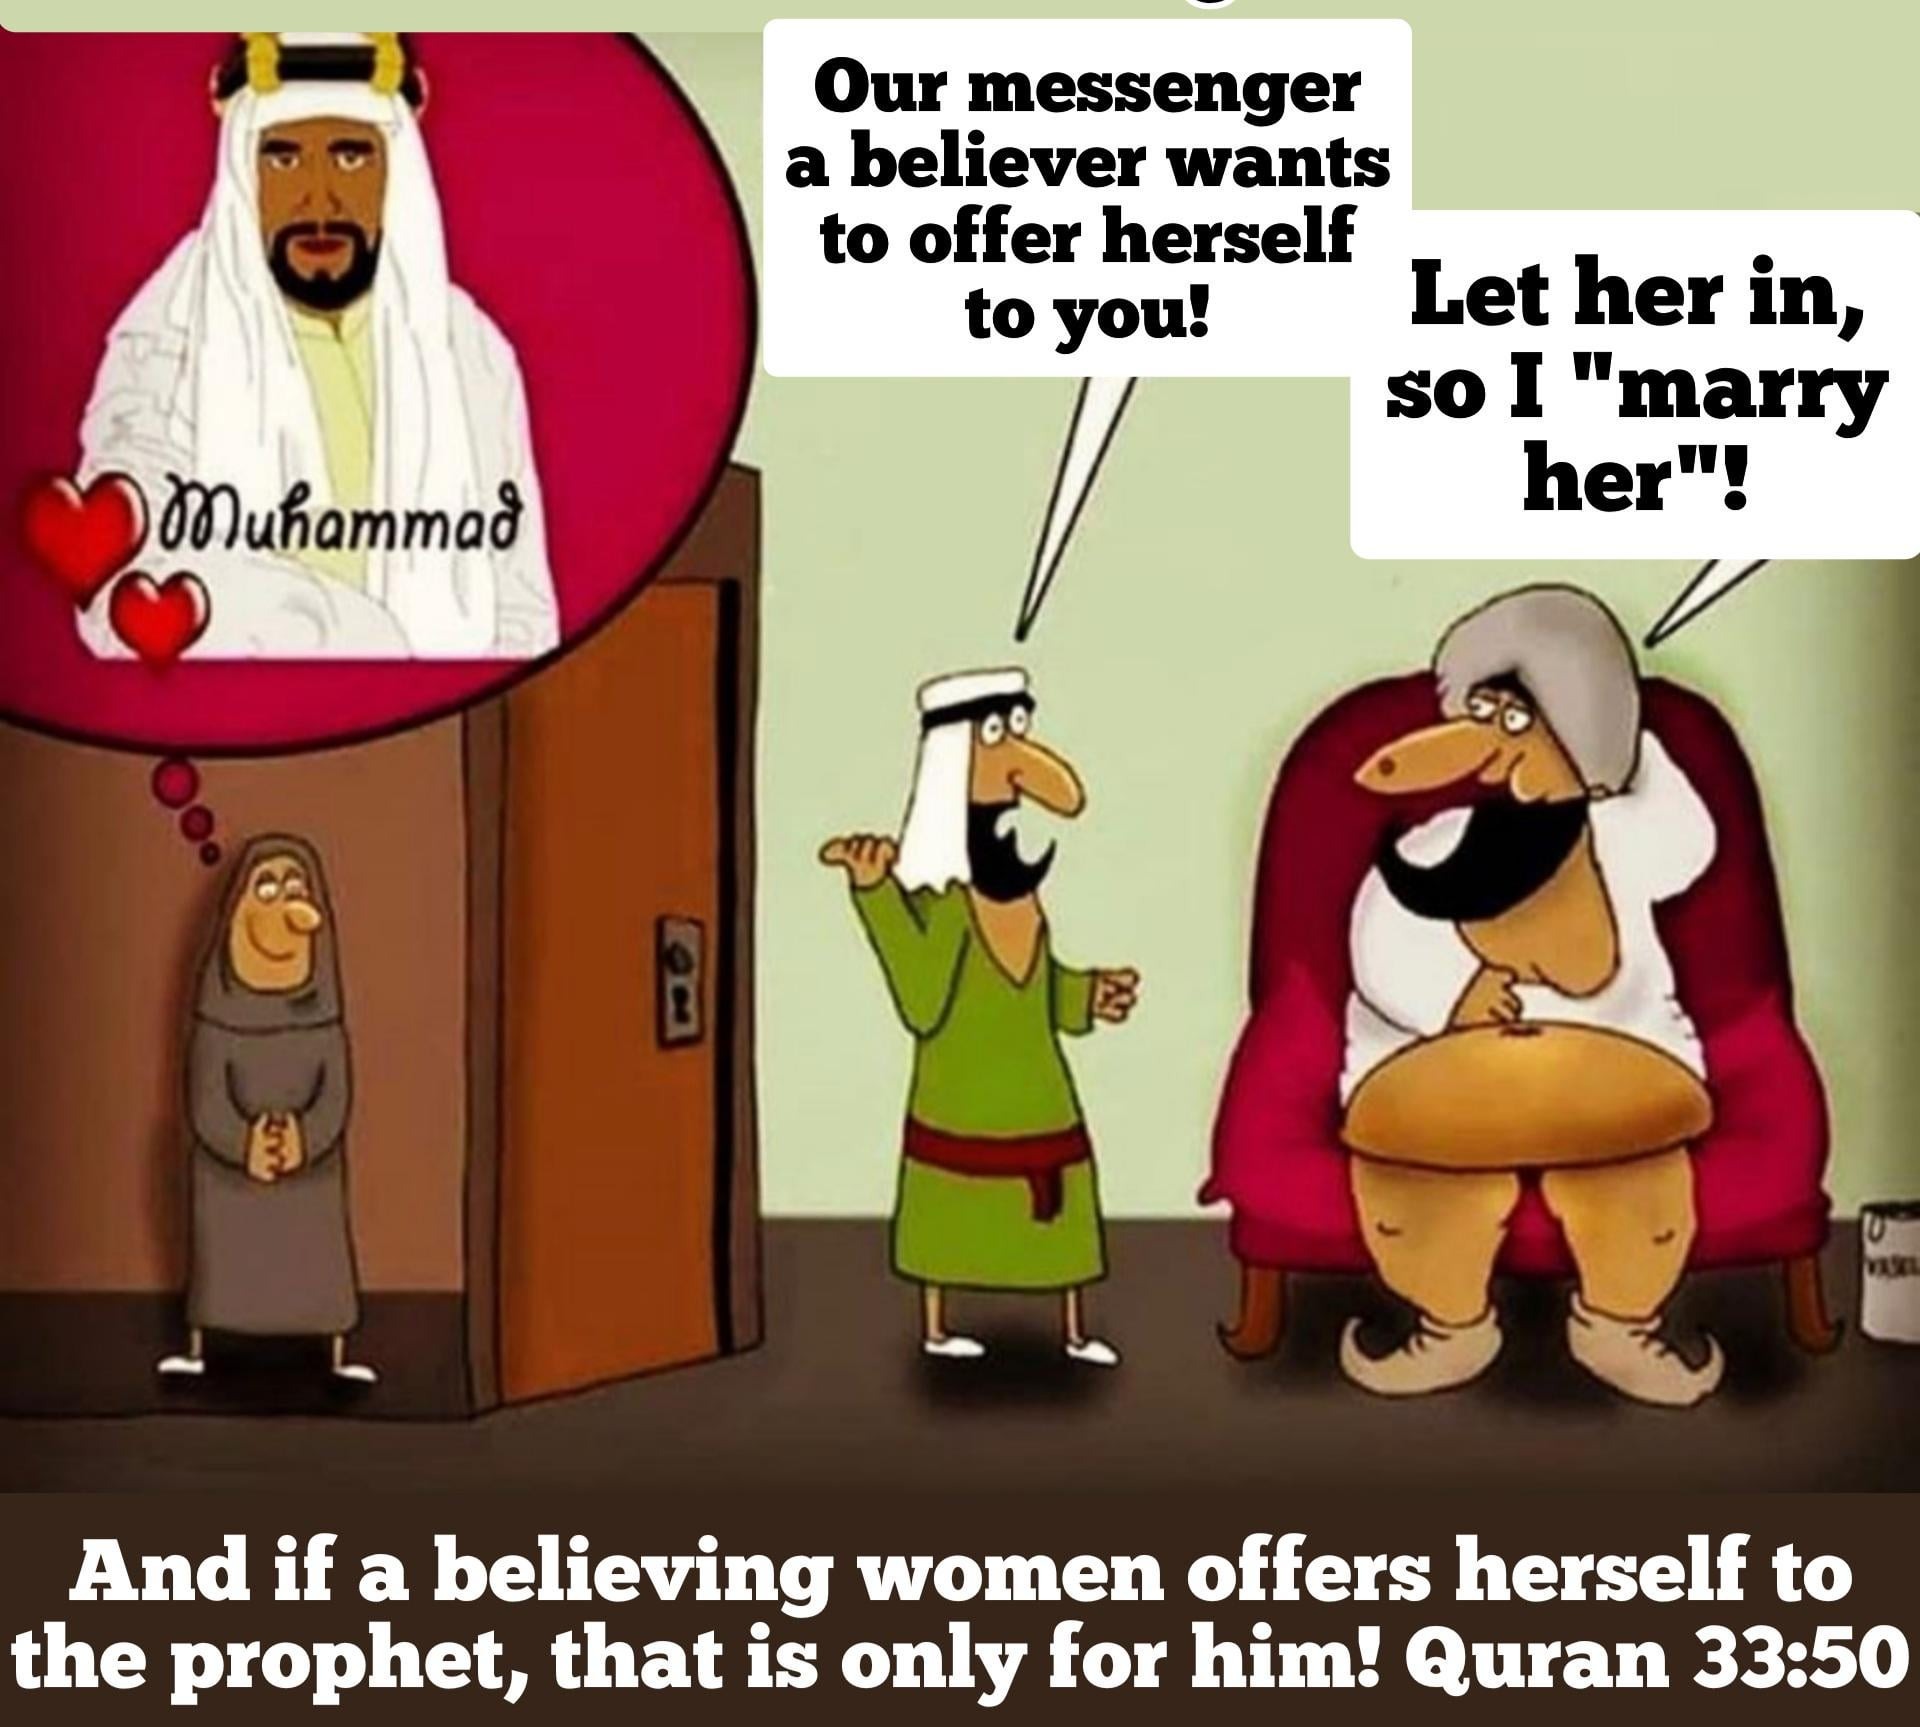 Our messenger
a believer wants
to offer herself
to you!
Let her in,
so I "marry
her"!
Muhammad
And if a believing women offers herself to
the prophet, that is only for him! Quran 33:50